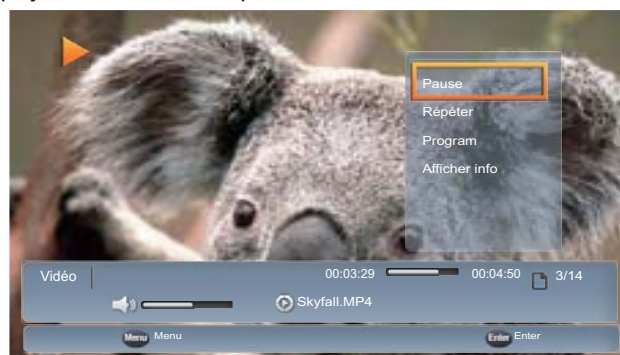 Pause
Répéter
Program
Afficher info
Vidéo 00:03:29 00:04:50 3/14
Skyfall.MP4
Menu Menu Enter Enter